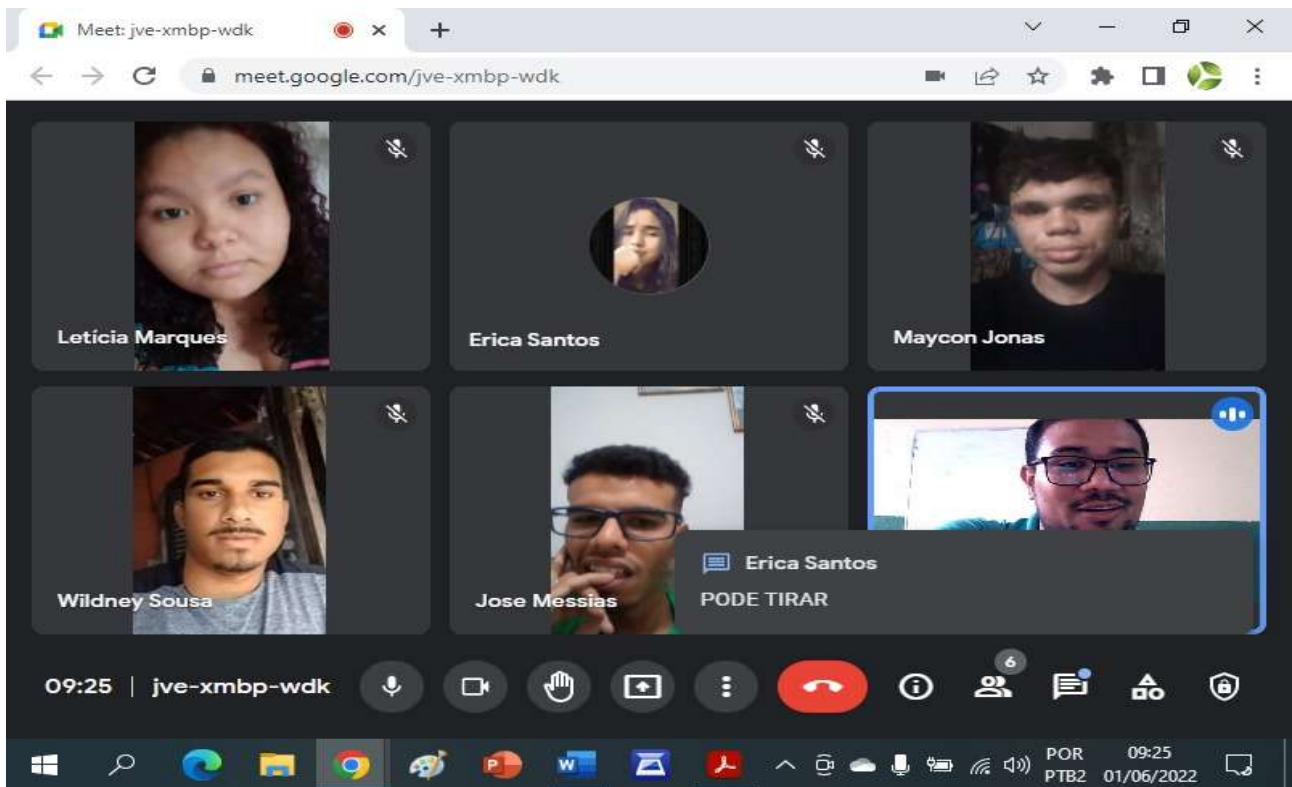 Meet: jve-xmbp-wdk
meet.google.com/jve-xmbp-wdk
Letícia Marques
Erica Santos
Maycon Jonas
Wildney Sousa
Jose Messias
Erica Santos
PODE TIRAR
09:25 | jve-xmbp-wdk
6
POR 09:25
PTB2 01/06/2022